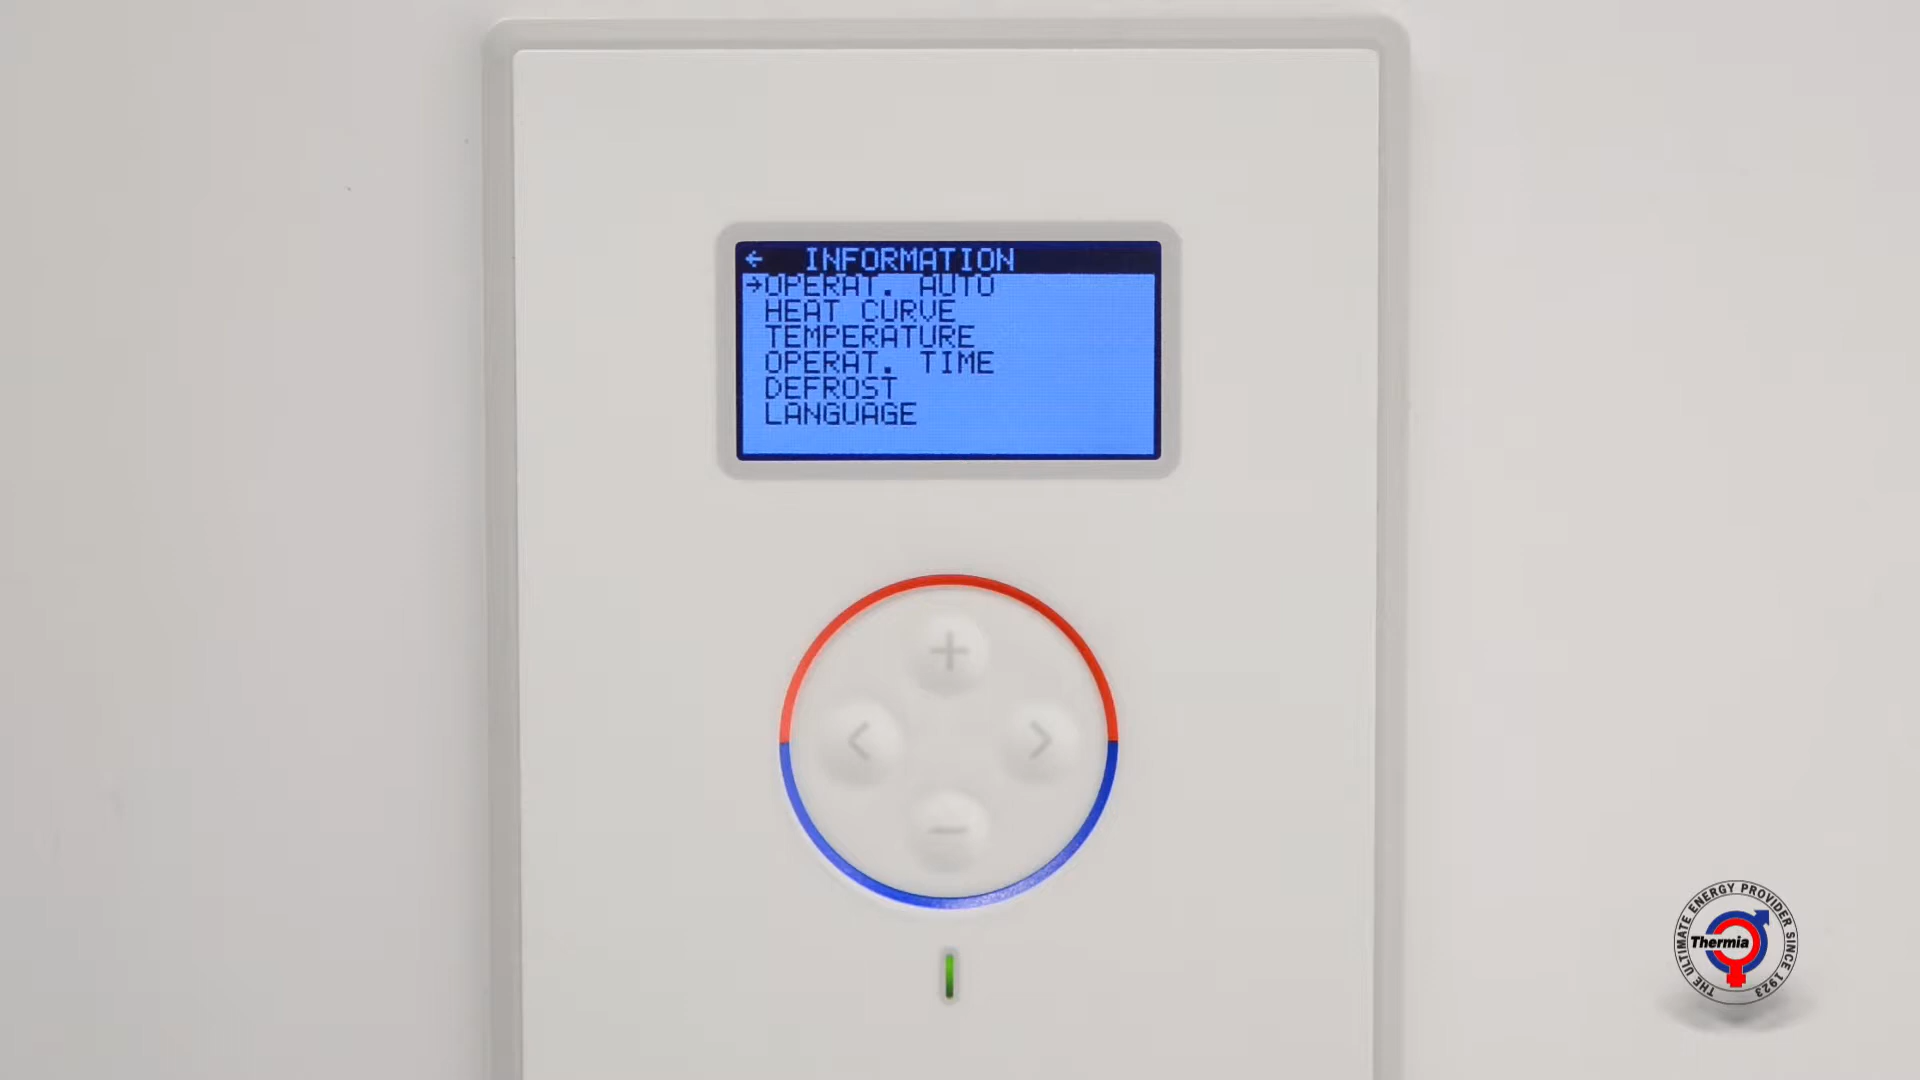 ← INFORMATION
→OPERAT. AUTO
HEAT CURVE
TEMPERATURE
OPERAT. TIME
DEFROST
LANGUAGE
+
< >
−
THE ULTIMATE ENERGY PROVIDER SINCE 1923
Thermia